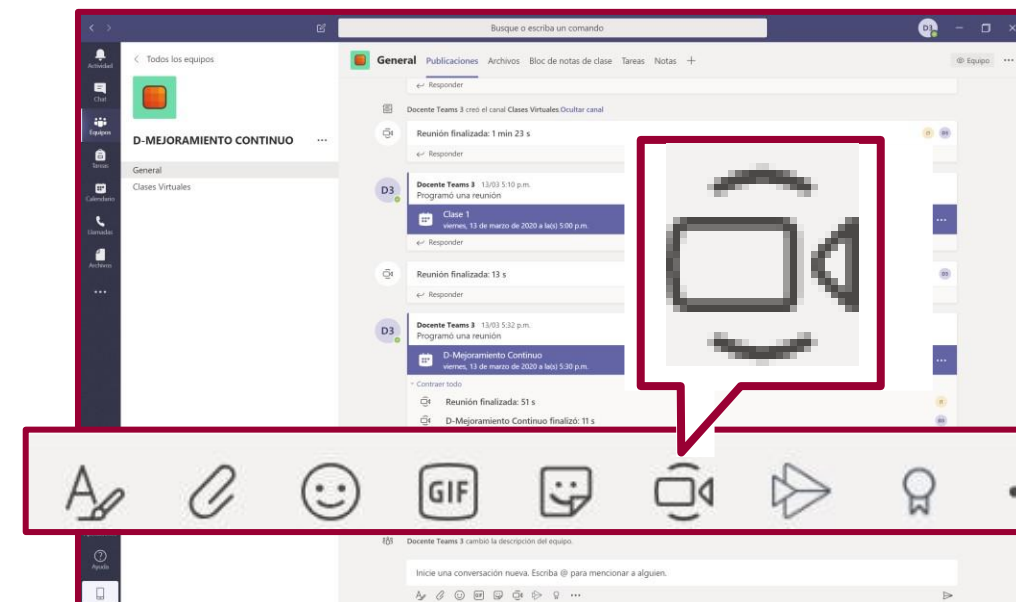 Busque o escriba un comando
D3
Actividad
Chat
Equipos
Tareas
Calendario
Llamadas
Archivos
Ayuda
Todos los equipos
D-MEJORAMIENTO CONTINUO
General
Clases Virtuales
General Publicaciones Archivos Bloc de notas de clase Tareas Notas
Equipo
Responder
Docente Teams 3 creó el canal Clases Virtuales. Ocultar canal
Reunión finalizada: 1 min 23 s
Responder
D3
Docente Teams 3 13/03 5:10 p.m.
Programó una reunión
Clase 1
viernes, 13 de marzo de 2020 a la(s) 5:00 p.m.
Responder
Reunión finalizada: 13 s
Responder
D3
Docente Teams 3 13/03 5:32 p.m.
Programó una reunión
D-Mejoramiento Continuo
viernes, 13 de marzo de 2020 a la(s) 5:30 p.m.
Contraer todo
Reunión finalizada: 51 s
D-Mejoramiento Continuo finalizó: 11 s
GIF
Docente Teams 3 cambió la descripción del equipo.
Inicie una conversación nueva. Escriba @ para mencionar a alguien.
GIF